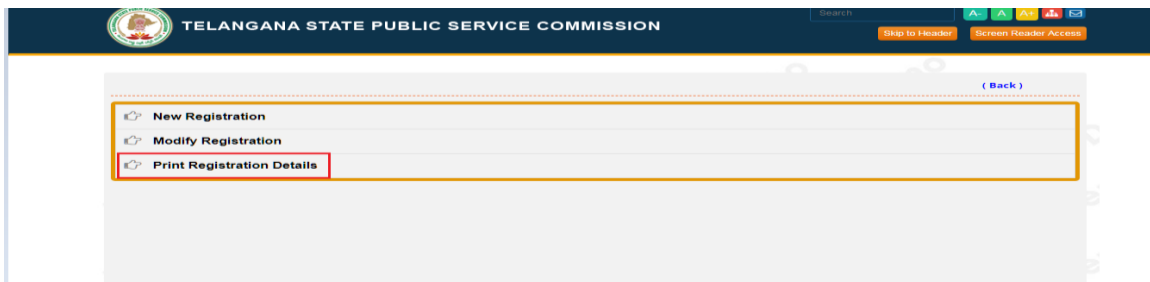 TELANGANA STATE PUBLIC SERVICE COMMISSION
Search
A- A A+
Skip to Header Screen Reader Access
( Back )
New Registration
Modify Registration
Print Registration Details